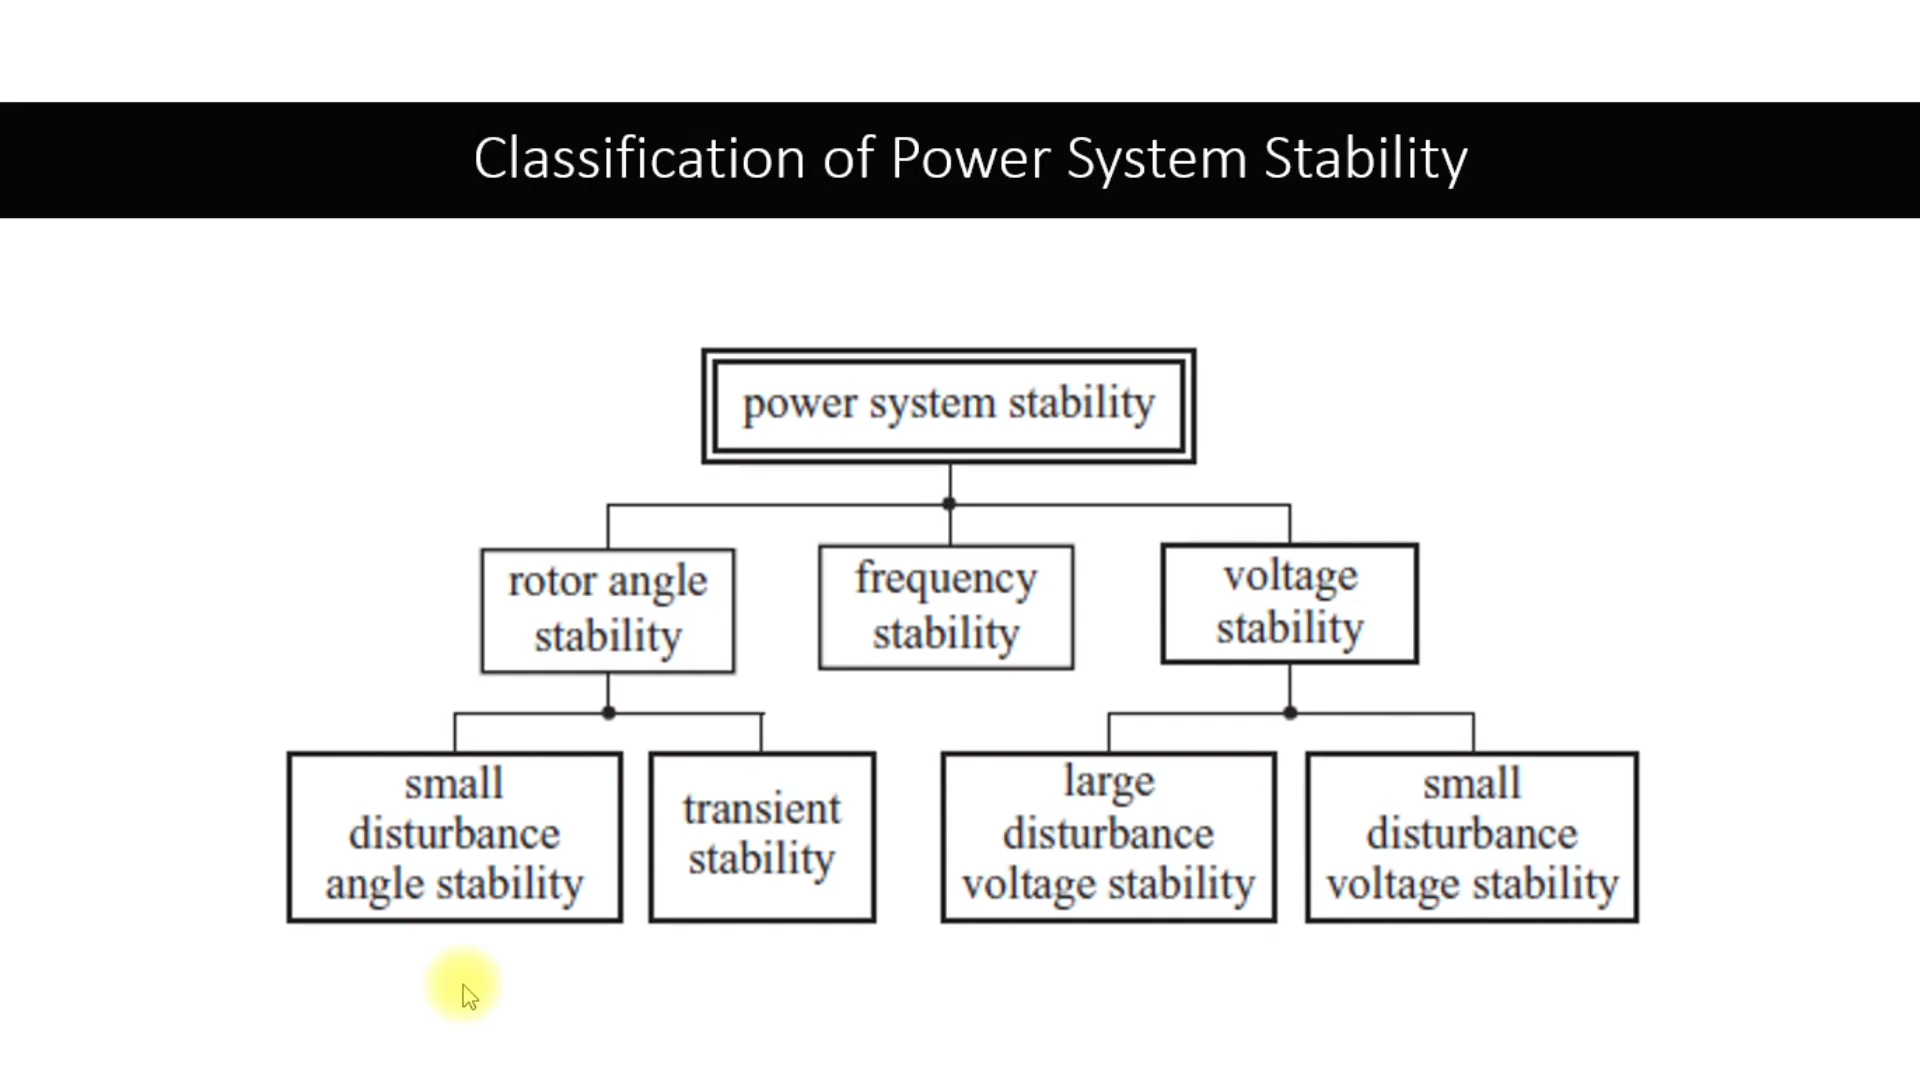 Classification of Power System Stability
power system stability
rotor angle
stability
frequency
stability
voltage
stability
small
disturbance
angle stability
transient
stability
large
disturbance
voltage stability
small
disturbance
voltage stability